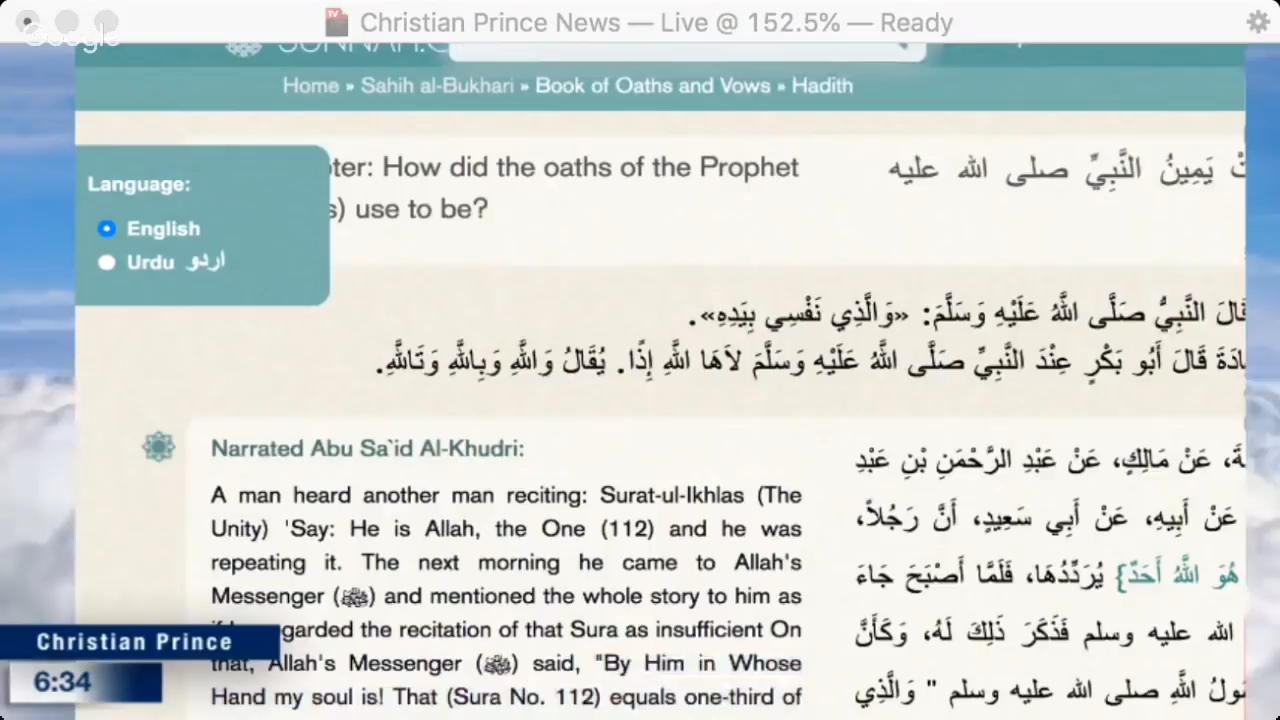 Christian Prince News — Live @ 152.5% — Ready
Google
SUNNAH.C
Home » Sahih al-Bukhari » Book of Oaths and Vows » Hadith
Language:
English
Urdu اردو
ter: How did the oaths of the Prophet
s) use to be?
يَمِينُ النَّبِيِّ صلى الله عليه
قَالَ النَّبِيُّ صَلَّى اللَّهُ عَلَيْهِ وَسَلَّمَ: «وَالَّذِي نَفْسِي بِيَدِهِ».
قَالَ أَبُو بَكْرٍ عِنْدَ النَّبِيِّ صَلَّى اللَّهُ عَلَيْهِ وَسَلَّمَ لاَهَا اللَّهِ إِذًا. يُقَالُ وَاللَّهِ وَبِاللَّهِ وَتَاللَّهِ.
Narrated Abu Sa`id Al-Khudri:
A man heard another man reciting: Surat-ul-Ikhlas (The
Unity) 'Say: He is Allah, the One (112) and he was
repeating it. The next morning he came to Allah's
Messenger (ﷺ) and mentioned the whole story to him as
garded the recitation of that Sura as insufficient On
that, Allah's Messenger (ﷺ) said, "By Him in Whose
Hand my soul is! That (Sura No. 112) equals one-third of
عَنْ مَالِكٍ، عَنْ عَبْدِ الرَّحْمَنِ بْنِ عَبْدِ
عَنْ أَبِيهِ، عَنْ أَبِي سَعِيدٍ، أَنَّ رَجُلاً،
هُوَ اللَّهُ أَحَدٌ} يُرَدِّدُهَا، فَلَمَّا أَصْبَحَ جَاءَ
الله عليه وسلم فَذَكَرَ ذَلِكَ لَهُ، وَكَأَنَّ
اللَّهِ صلى الله عليه وسلم " وَالَّذِي
Christian Prince
6:34